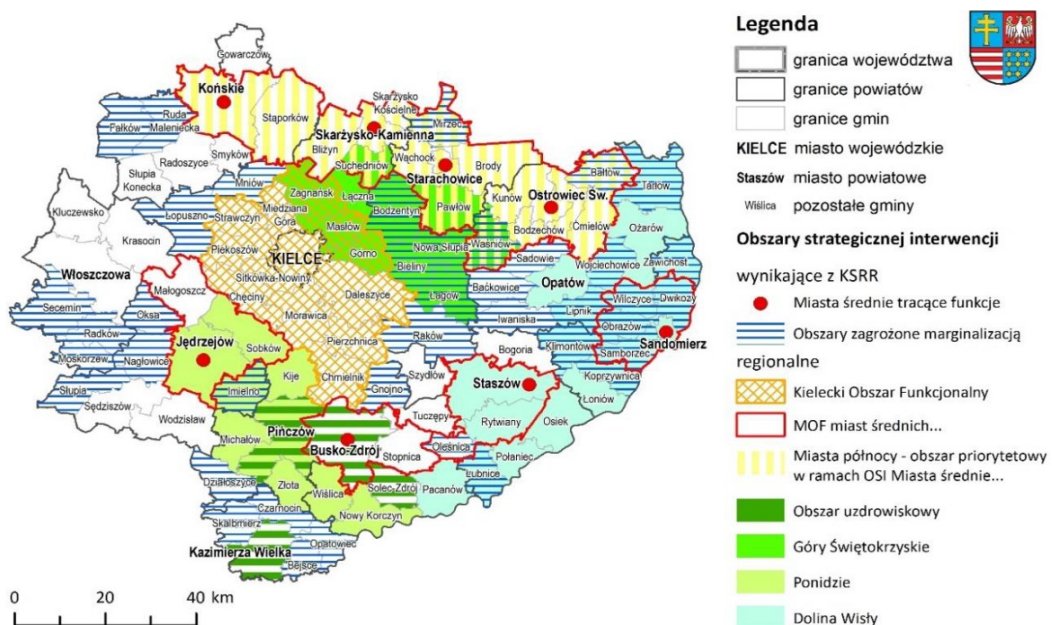 Gowarczów
Końskie
Stąporków
Skarżysko
Kościelne
Ruda
Maleniecka
Fałków
Mirzec
Skarżysko-Kamienna
Bliżyn
Smyków
Radoszyce
Wąchock
Brody
Bałtów
Suchedniów
Słupia
Konecka
Starachowice
Mniów
Zagnańsk
Łączna
Kunów
Ostrowiec Św.
Tarłów
Kluczewsko
Łopuszno
Strawczyn
Miedziana
Góra
Bodzentyn
Pawłów
Bodzechów
Ćmielów
Ożarów
Krasocin
Masłów
Nowa Słupia
Waśniów
Piekoszów
KIELCE
Górno
Sadowie
Wojciechowice
Zawichost
Włoszczowa
Sitkówka-Nowiny
Bieliny
Opatów
Małogoszcz
Chęciny
Daleszyce
Łagów
Baćkowice
Wilczyce
Dwikozy
Secemin
Oksa
Morawica
Iwaniska
Lipnik
Obrazów
Radków
Raków
Sandomierz
Jędrzejów
Sobków
Pierzchnica
Bogoria
Klimontów
Samborzec
Moskorzew
Nagłowice
Szydłów
Kije
Chmielnik
Gnojno
Staszów
Koprzywnica
Słupia
Imielno
Łoniów
Sędziszów
Tuczępy
Rytwiany
Osiek
Wodzisław
Pińczów
Michałów
Busko-Zdrój
Stopnica
Oleśnica
Połaniec
Łubnice
Działoszyce
Złota
Wiślica
Solec-Zdrój
Pacanów
Czarnocin
Nowy Korczyn
Skalbmierz
Opatowiec
Kazimierza Wielka
Bejsce
0 20 40 km
Legenda
granica województwa
granice powiatów
granice gmin
KIELCE miasto wojewódzkie
Staszów miasto powiatowe
Wiślica pozostałe gminy
Obszary strategicznej interwencji
wynikające z KSRR
Miasta średnie tracące funkcje
Obszary zagrożone marginalizacją
regionalne
Kielecki Obszar Funkcjonalny
MOF miast średnich...
Miasta północy - obszar priorytetowy
w ramach OSI Miasta średnie...
Obszar uzdrowiskowy
Góry Świętokrzyskie
Ponidzie
Dolina Wisły